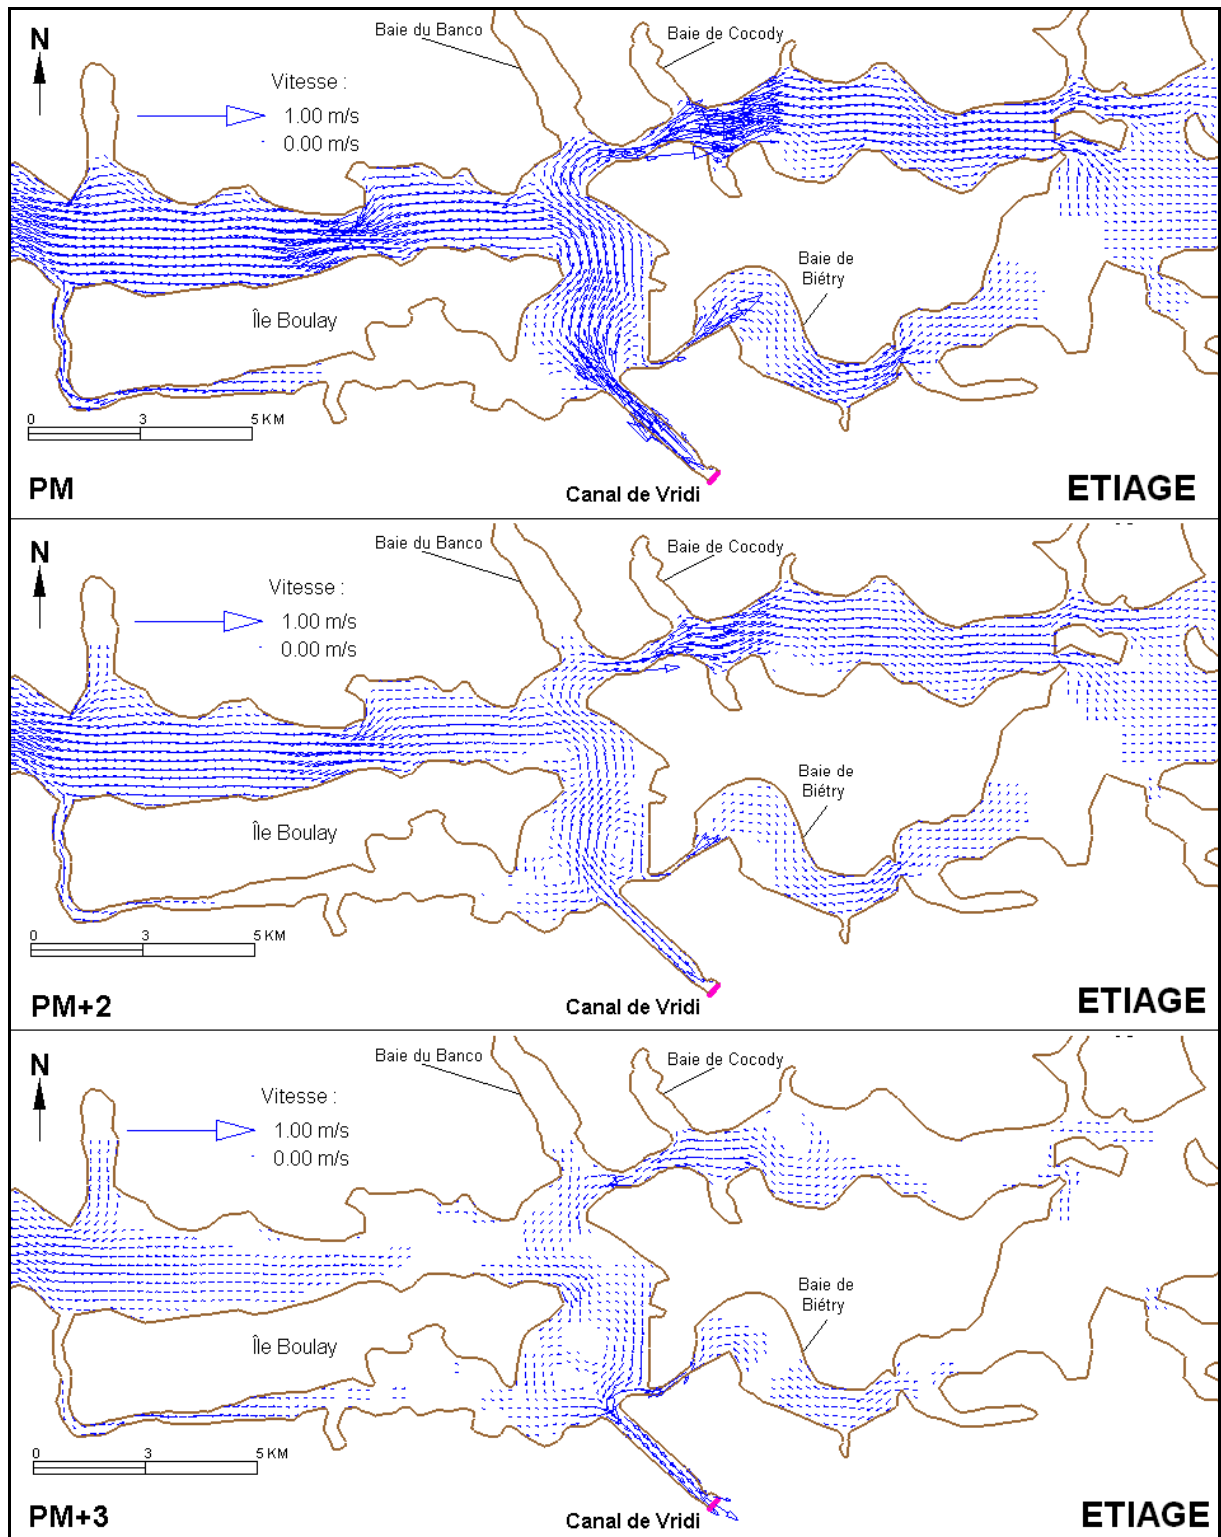 Baie du Banco
Baie de Cocody
N
Vitesse :
1.00 m/s
0.00 m/s
Baie de
Biétry
Île Boulay
0 3 5 KM
PM
Canal de Vridi
ETIAGE
Baie du Banco
Baie de Cocody
N
Vitesse :
1.00 m/s
0.00 m/s
Baie de
Biétry
Île Boulay
0 3 5 KM
PM+2
Canal de Vridi
ETIAGE
Baie du Banco
Baie de Cocody
N
Vitesse :
1.00 m/s
0.00 m/s
Baie de
Biétry
Île Boulay
0 3 5 KM
PM+3
Canal de Vridi
ETIAGE